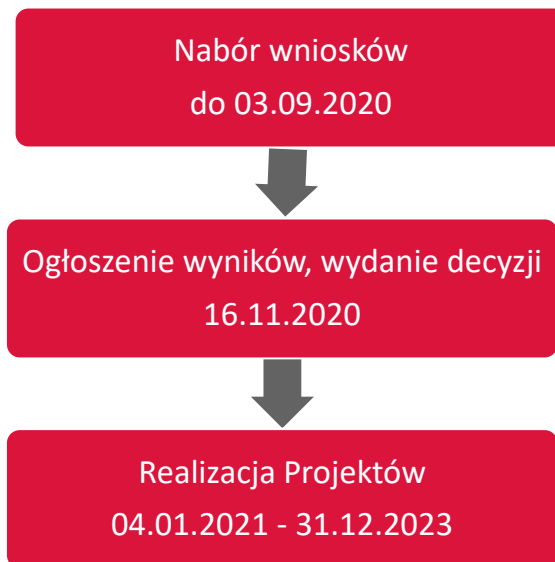 Nabór wniosków
do 03.09.2020
Ogłoszenie wyników, wydanie decyzji
16.11.2020
Realizacja Projektów
04.01.2021 - 31.12.2023